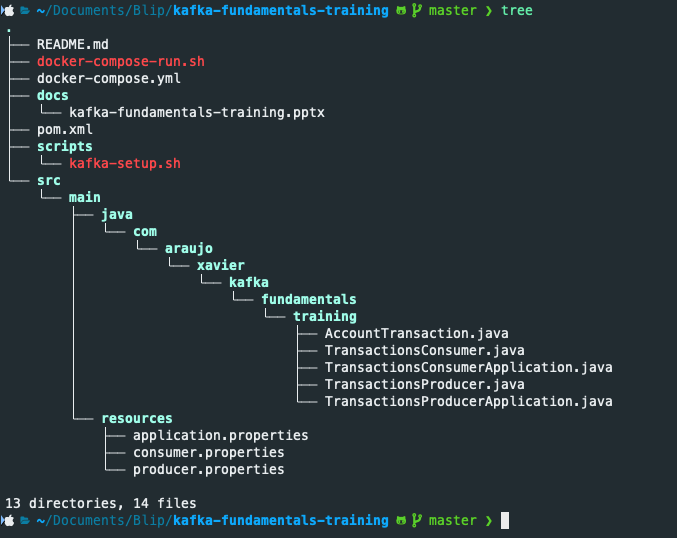 ~/Documents/Blip/kafka-fundamentals-training master ❯ tree
.
├── README.md
├── docker-compose-run.sh
├── docker-compose.yml
├── docs
│   └── kafka-fundamentals-training.pptx
├── pom.xml
├── scripts
│   └── kafka-setup.sh
└── src
    └── main
        ├── java
        │   └── com
        │       └── araujo
        │           └── xavier
        │               └── kafka
        │                   └── fundamentals
        │                       └── training
        │                           ├── AccountTransaction.java
        │                           ├── TransactionsConsumer.java
        │                           ├── TransactionsConsumerApplication.java
        │                           ├── TransactionsProducer.java
        │                           └── TransactionsProducerApplication.java
        └── resources
            ├── application.properties
            ├── consumer.properties
            └── producer.properties
13 directories, 14 files
~/Documents/Blip/kafka-fundamentals-training master ❯